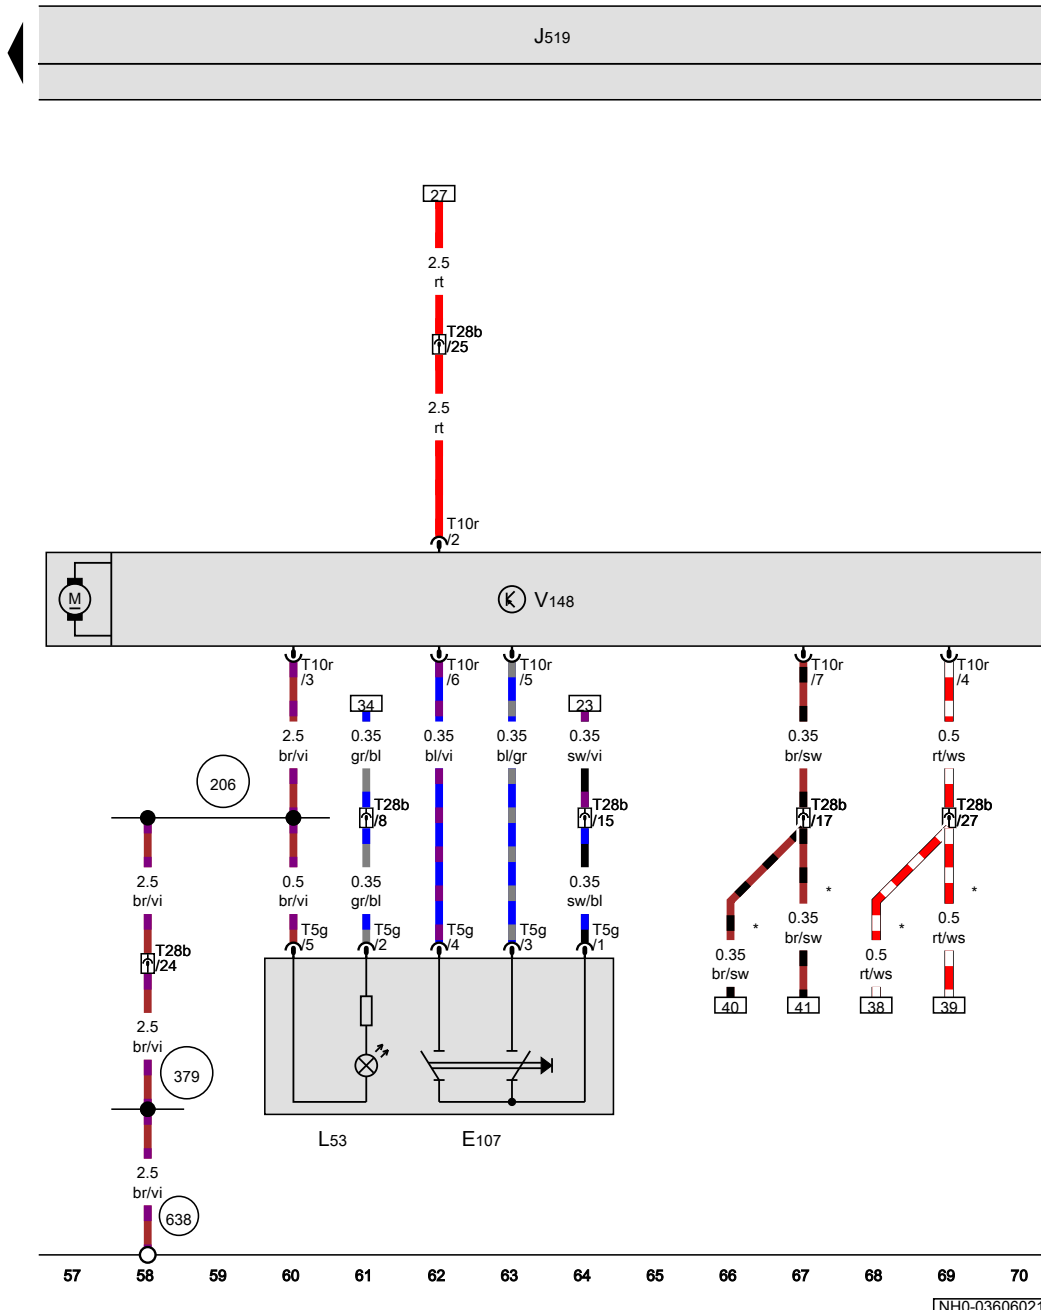 J519
27
2.5
rt
T28b
/25
2.5
rt
T10r
/2
M
V148
T10r
/3
T10r
/6
T10r
/5
T10r
/7
T10r
/4
34
23
2.5
br/vi
0.35
gr/bl
0.35
bl/vi
0.35
bl/gr
0.35
sw/vi
0.35
br/sw
0.5
rt/ws
206
T28b
/8
T28b
/15
T28b
/17
T28b
/27
2.5
br/vi
0.5
br/vi
0.35
gr/bl
0.35
sw/bl
*
*
0.35
br/sw
0.5
rt/ws
T5g
/5
T5g
/2
T5g
/4
T5g
/3
T5g
/1
*
*
T28b
/24
0.35
br/sw
0.5
rt/ws
40
41
38
39
2.5
br/vi
379
L53
E107
2.5
br/vi
638
57 58 59 60 61 62 63 64 65 66 67 68 69 70
NH0-03606021